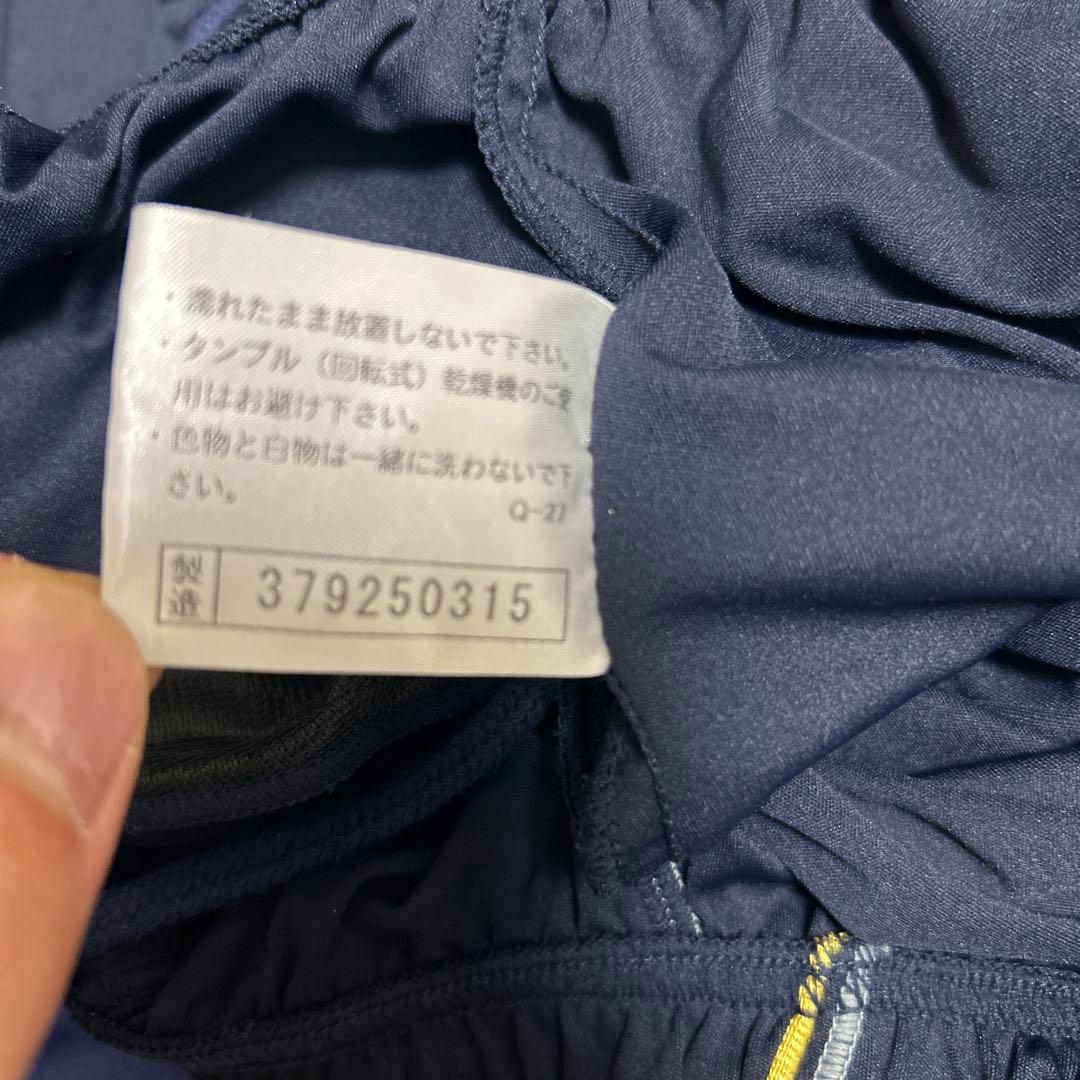 ・濡れたまま放置しないで下さい。
・タンブル（回転式）乾燥機のご使
用はお避け下さい。
・色物と白物は一緒に洗わないで下
さい。
Q-27
製造 379250315